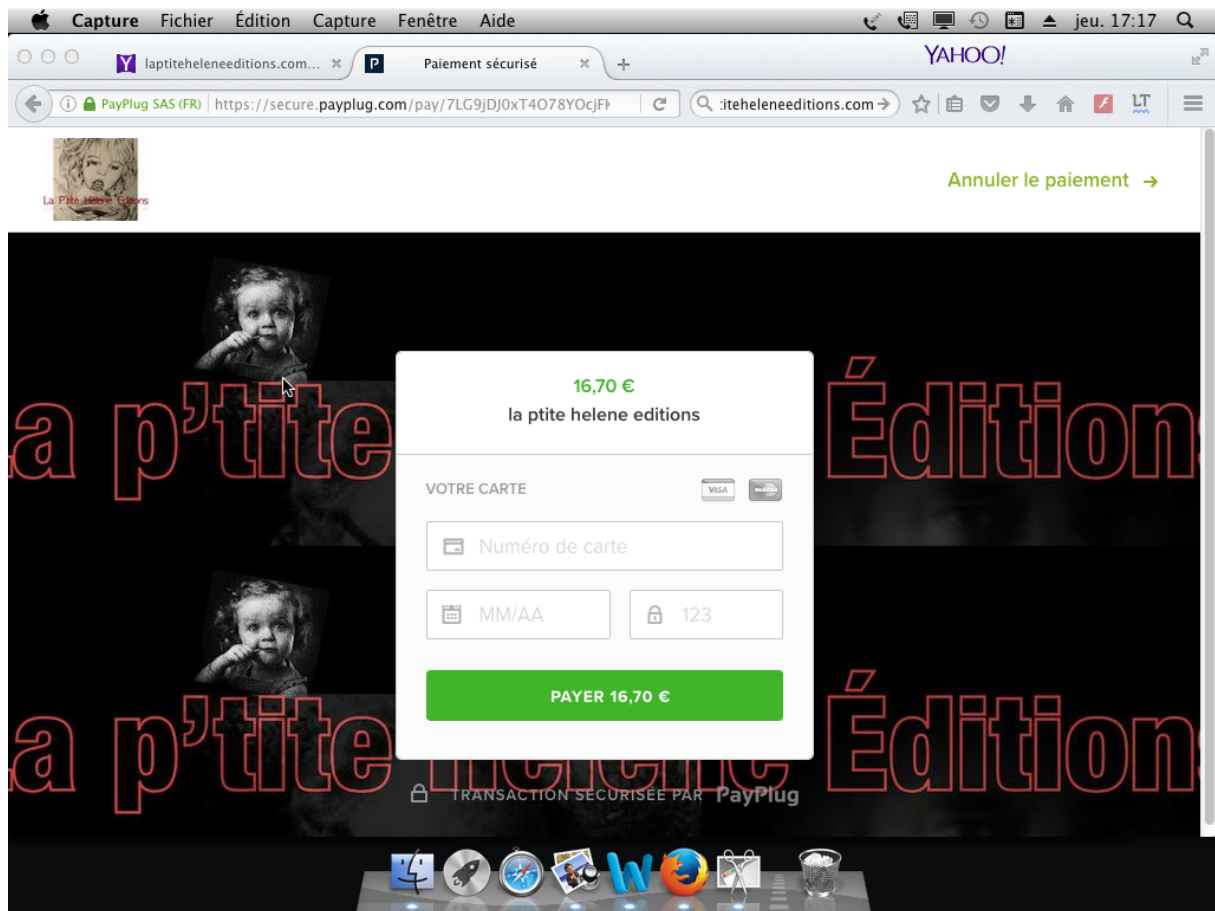 Capture Fichier Édition Capture Fenêtre Aide jeu. 17:17
laptiteheleneeditions.com... Paiement sécurisé YAHOO!
PayPlug SAS (FR) https://secure.payplug.com/pay/7LG9jDJ0xT4O78YOcjFH :iteheleneeditions.com LT
La P'tite Hélène Editions
Annuler le paiement →
16,70 €
la ptite helene editions
La p'tite Éditions
VOTRE CARTE VISA
Numéro de carte
MM/AA 123
PAYER 16,70 €
La p'tite Hélène Éditions
TRANSACTION SÉCURISÉE PAR PayPlug